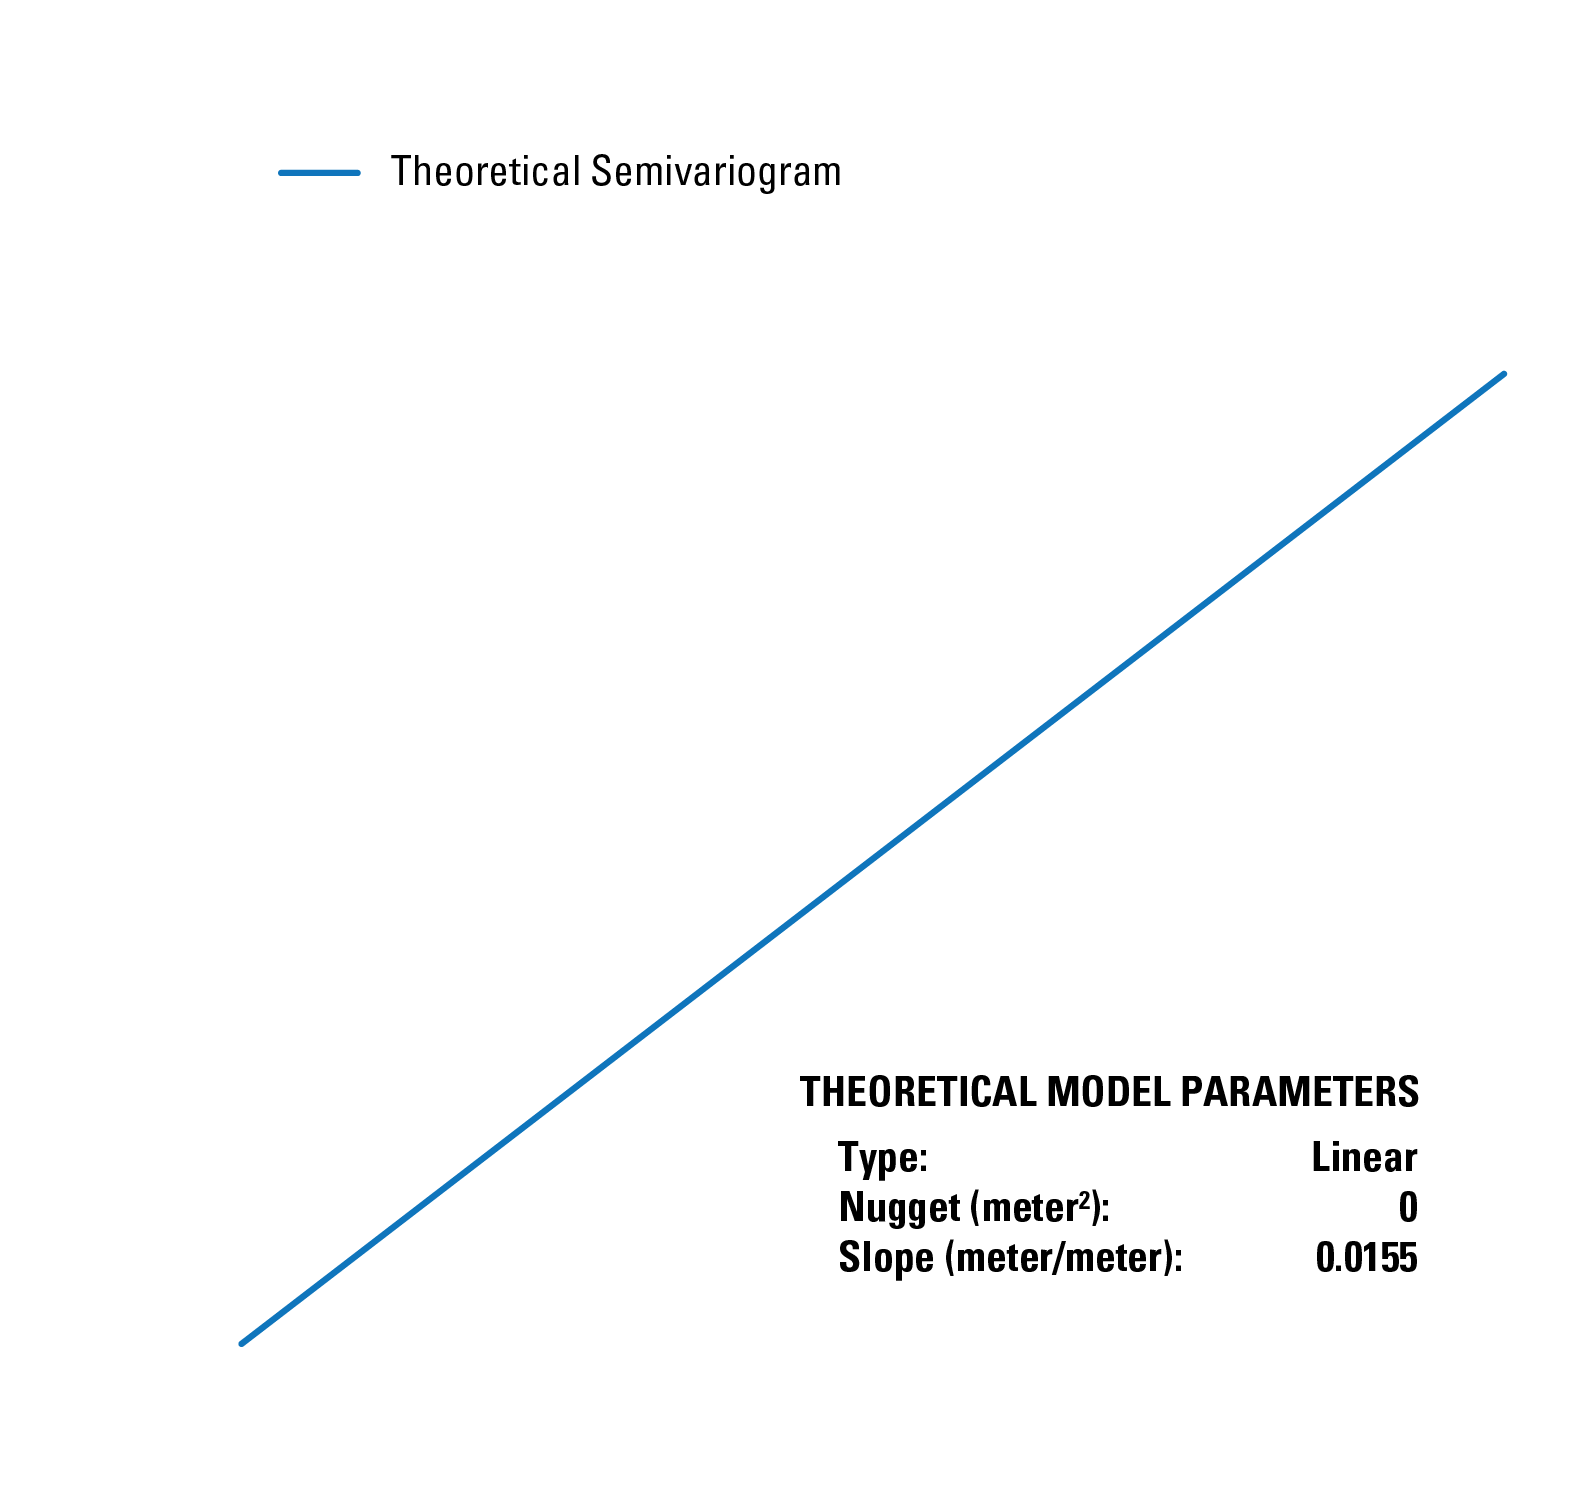 Theoretical Semivariogram
THEORETICAL MODEL PARAMETERS
Type: Linear
Nugget (meter²): 0
Slope (meter/meter): 0.0155